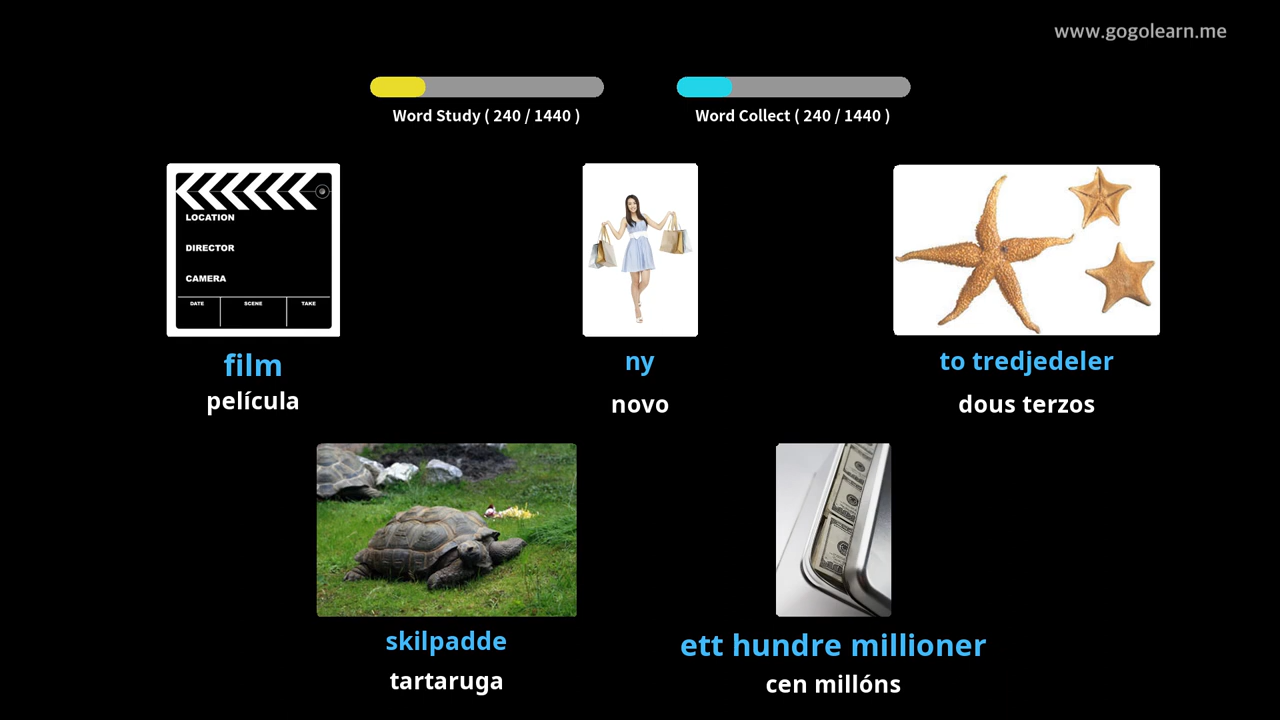 www.gogolearn.me
Word Study ( 240 / 1440 )
Word Collect ( 240 / 1440 )
LOCATION
DIRECTOR
CAMERA
DATE SCENE TAKE
film
película
ny
novo
to tredjedeler
dous terzos
skilpadde
tartaruga
ett hundre millioner
cen millóns